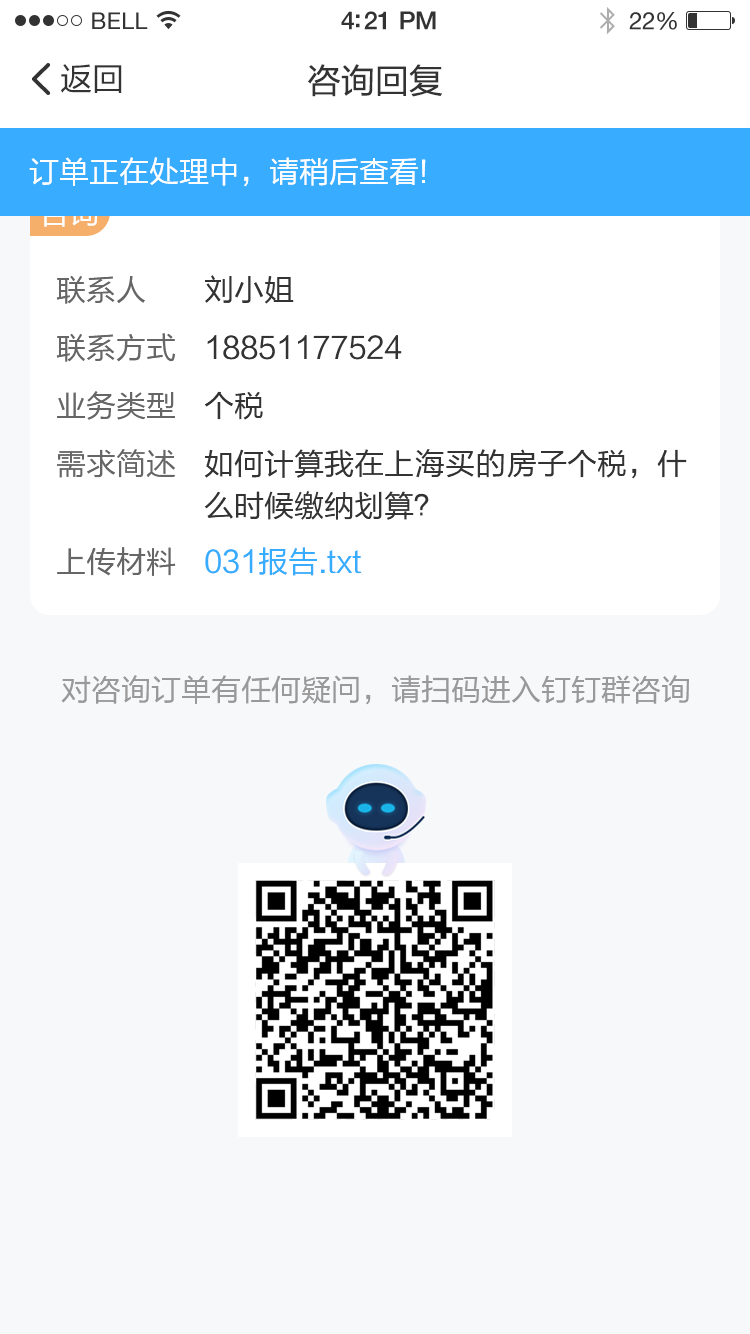 BELL 4:21 PM 22%
返回 咨询回复
订单正在处理中，请稍后查看!
咨询
联系人 刘小姐
联系方式 18851177524
业务类型 个税
需求简述 如何计算我在上海买的房子个税，什
么时候缴纳划算?
上传材料 031报告.txt
对咨询订单有任何疑问，请扫码进入钉钉群咨询